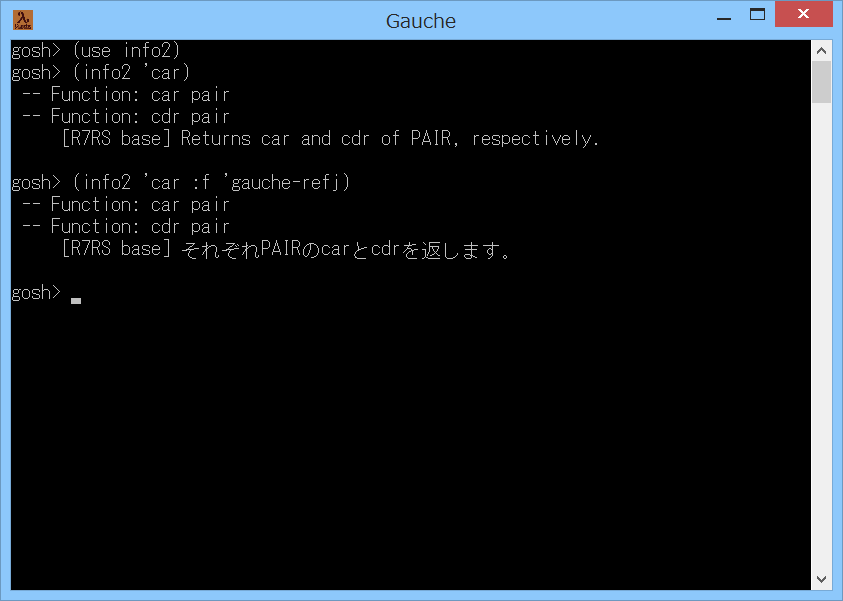 Gauche
gosh> (use info2)
gosh> (info2 'car)
 -- Function: car pair
 -- Function: cdr pair
     [R7RS base] Returns car and cdr of PAIR, respectively.
gosh> (info2 'car :f 'gauche-refj)
 -- Function: car pair
 -- Function: cdr pair
     [R7RS base] それぞれPAIRのcarとcdrを返します。
gosh>